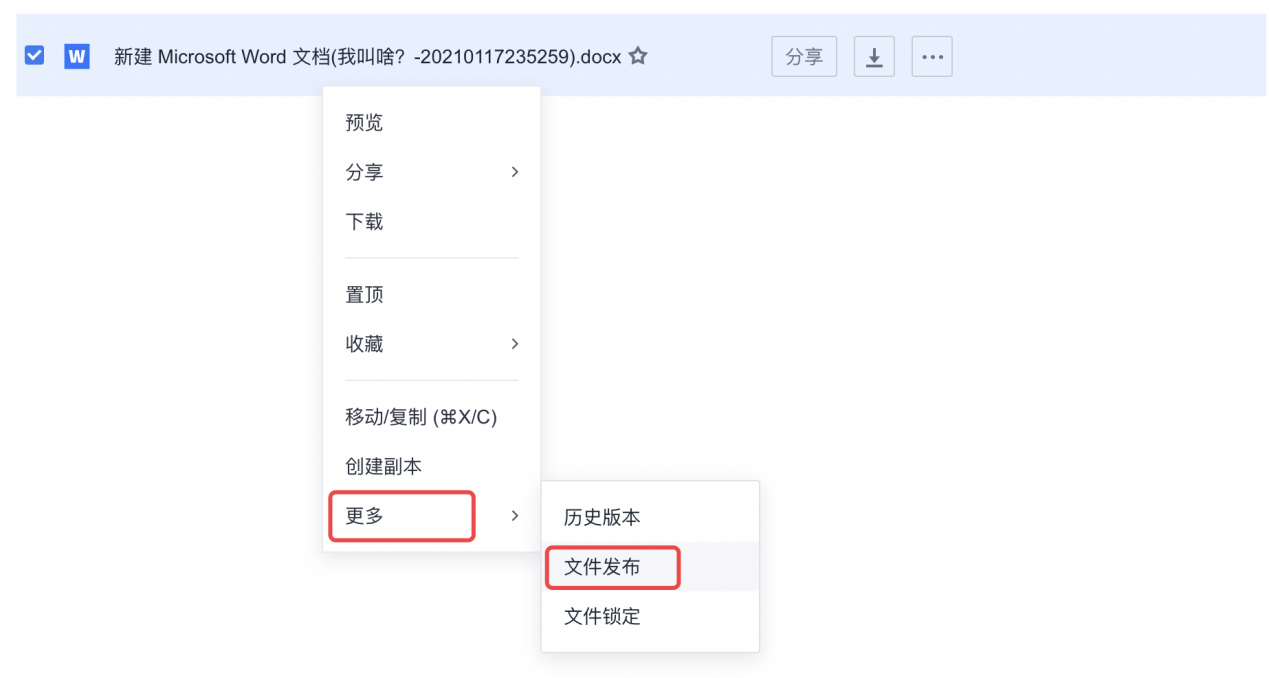 W 新建 Microsoft Word 文档(我叫啥？-20210117235259).docx 分享
预览
分享
下载
置顶
收藏
移动/复制 (⌘X/C)
创建副本
更多
历史版本
文件发布
文件锁定